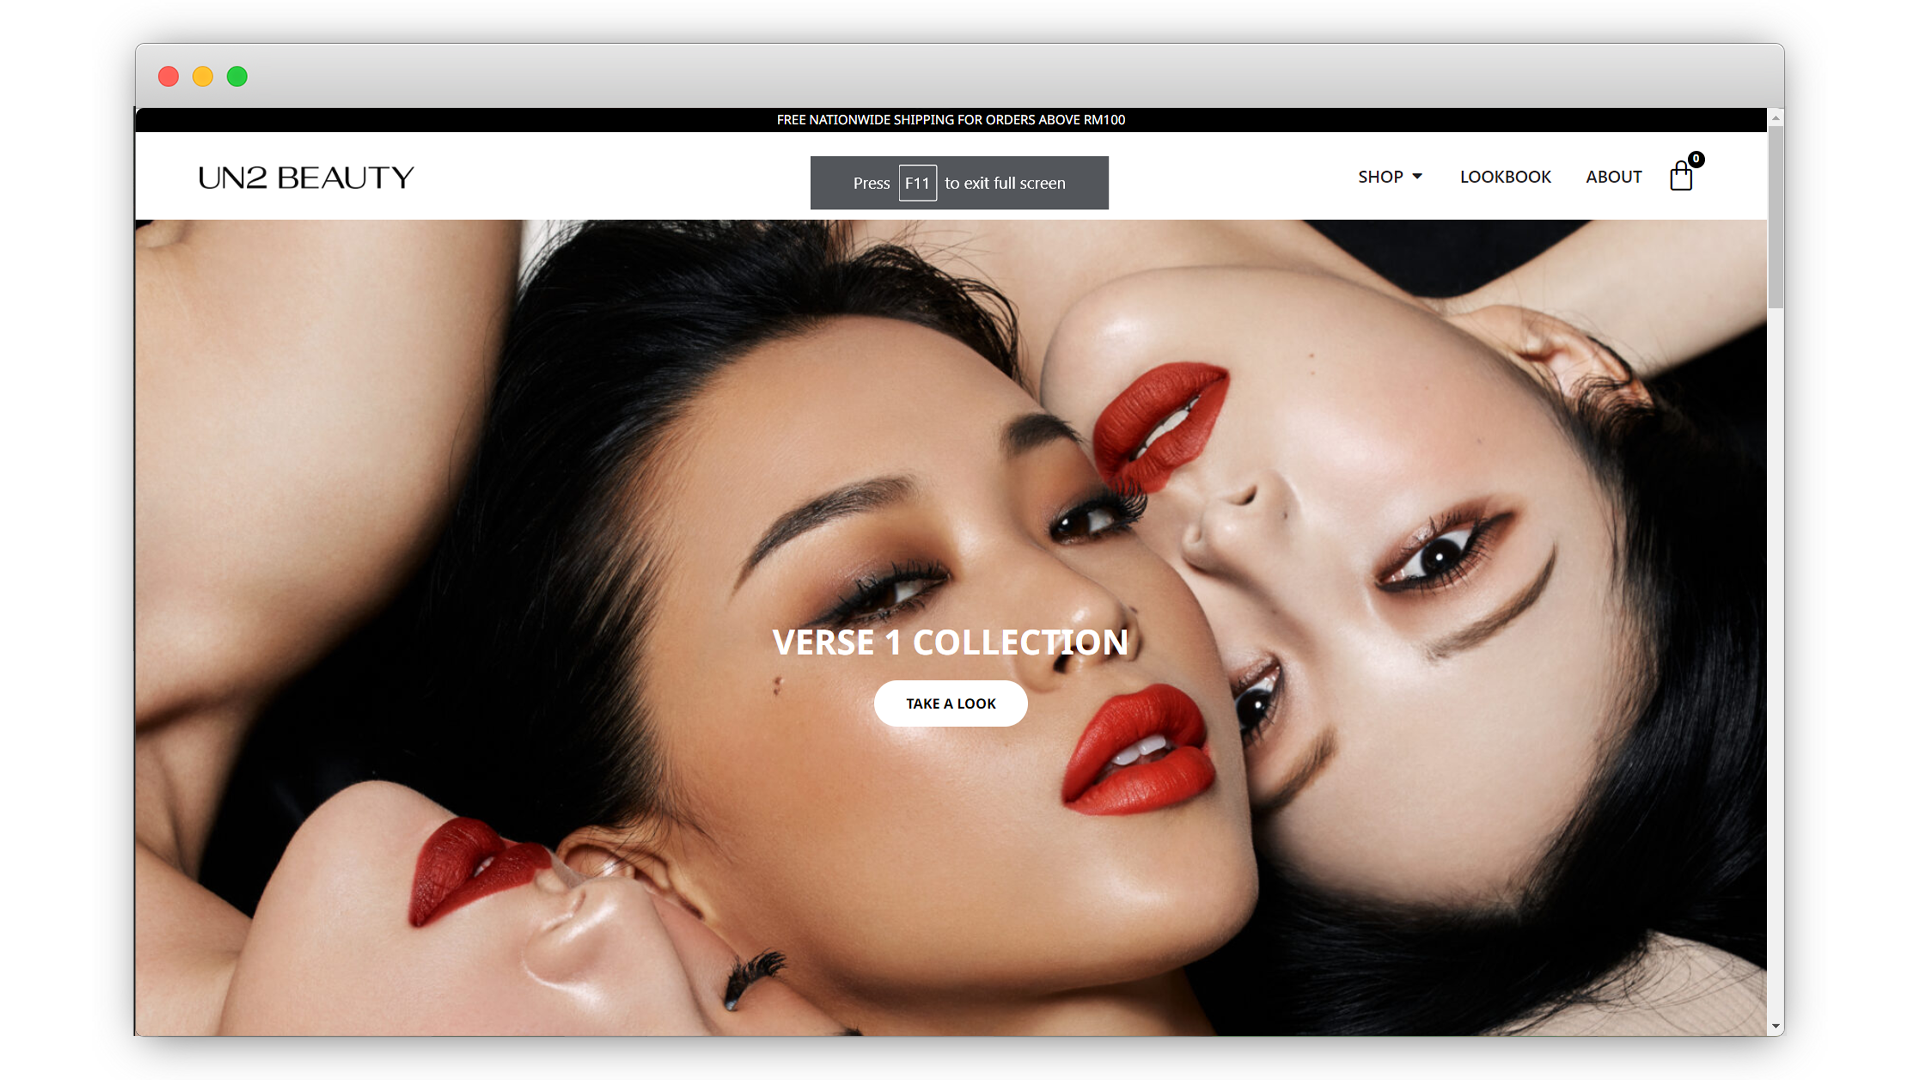 FREE NATIONWIDE SHIPPING FOR ORDERS ABOVE RM100
UN2 BEAUTY
Press F11 to exit full screen
SHOP
LOOKBOOK
ABOUT
0
VERSE 1 COLLECTION
TAKE A LOOK